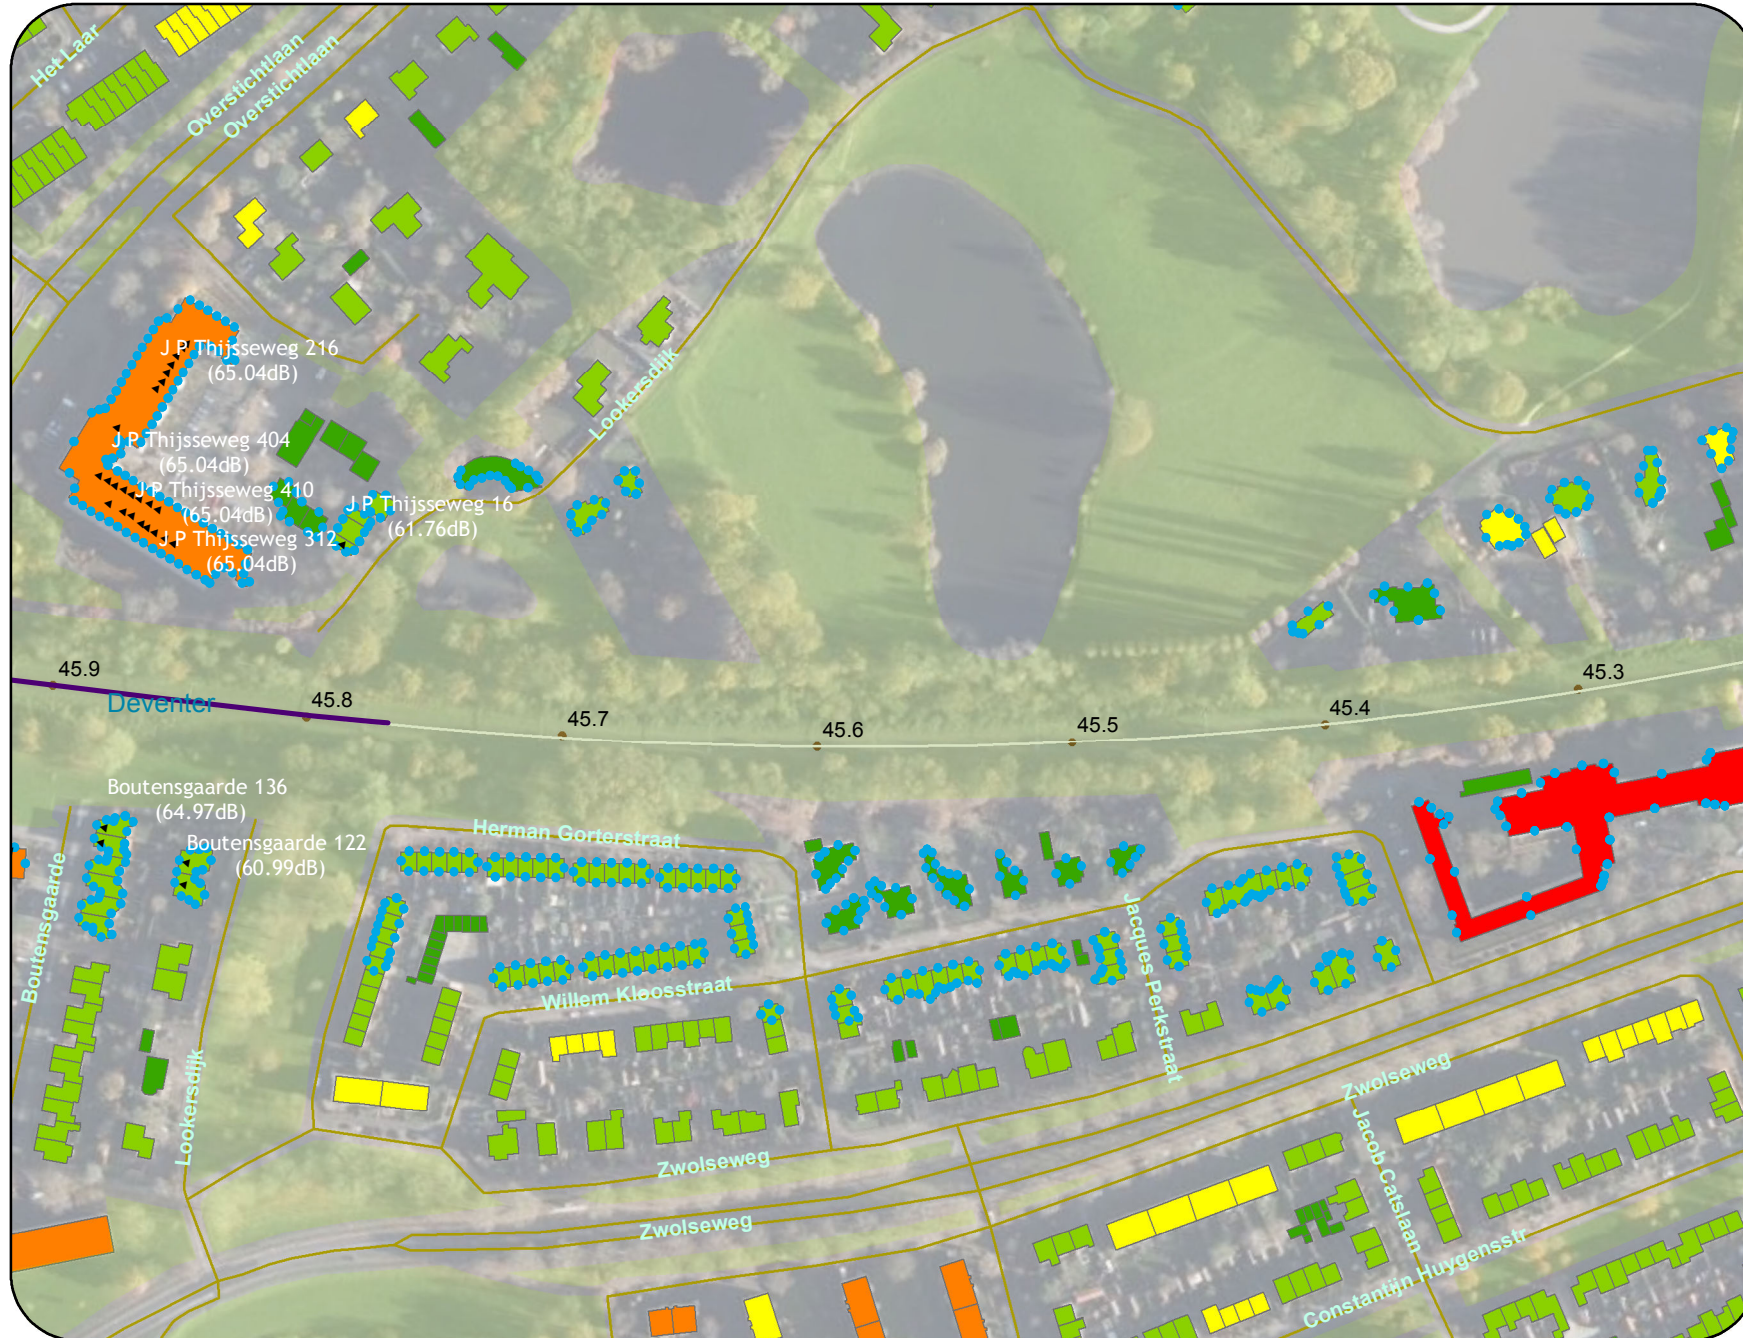 Het Laar
Overstichtlaan
Overstichtlaan
J P Thijsseweg 216
(65.04dB)
Lookersdijk
J P Thijsseweg 404
(65.04dB)
J P Thijsseweg 410
(65.04dB)
J P Thijsseweg 16
(61.76dB)
J P Thijsseweg 312
(65.04dB)
45.9
Deventer
45.8
45.7
45.6
45.5
45.4
45.3
Boutensgaarde 136
(64.97dB)
Boutensgaarde 122
(60.99dB)
Herman Gorterstraat
Boutensgaarde
Jacques Perkstraat
Willem Kloosstraat
Lookersdijk
Zwolseweg
Zwolseweg
Zwolseweg
Jacob Catslaan
Constantijn Huygensstr